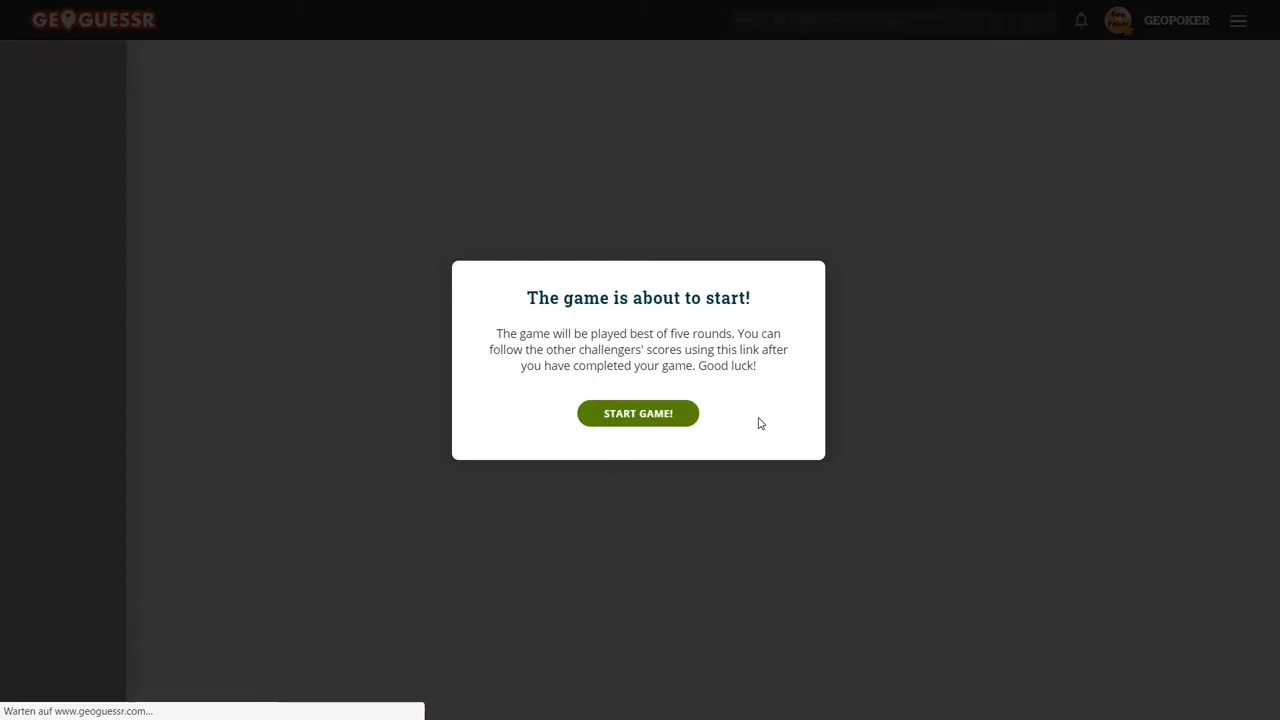 GEOGUESSR
GEOPOKER
The game is about to start!
The game will be played best of five rounds. You can
follow the other challengers' scores using this link after
you have completed your game. Good luck!
START GAME!
Warten auf www.geoguessr.com...